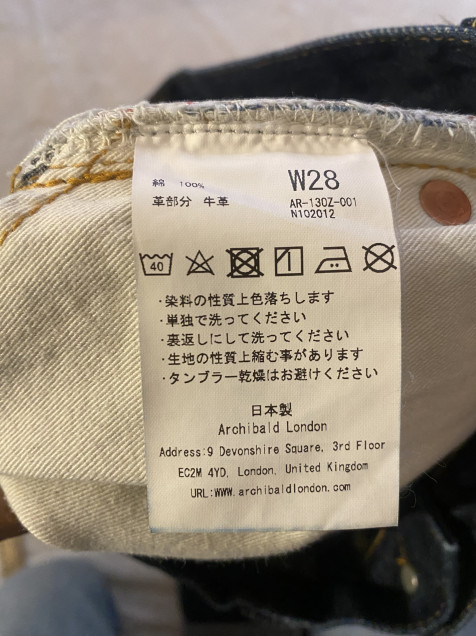 綿 100%
革部分 牛革
W28
AR-130Z-001
N102012
40
・染料の性質上色落ちします
・単独で洗ってください
・裏返しにして洗ってください
・生地の性質上縮む事があります
・タンブラー乾燥はお避けください
日本製
Archibald London
Address:9 Devonshire Square, 3rd Floor
EC2M 4YD, London, United Kingdom
URL:WWW.archibaldlondon.com